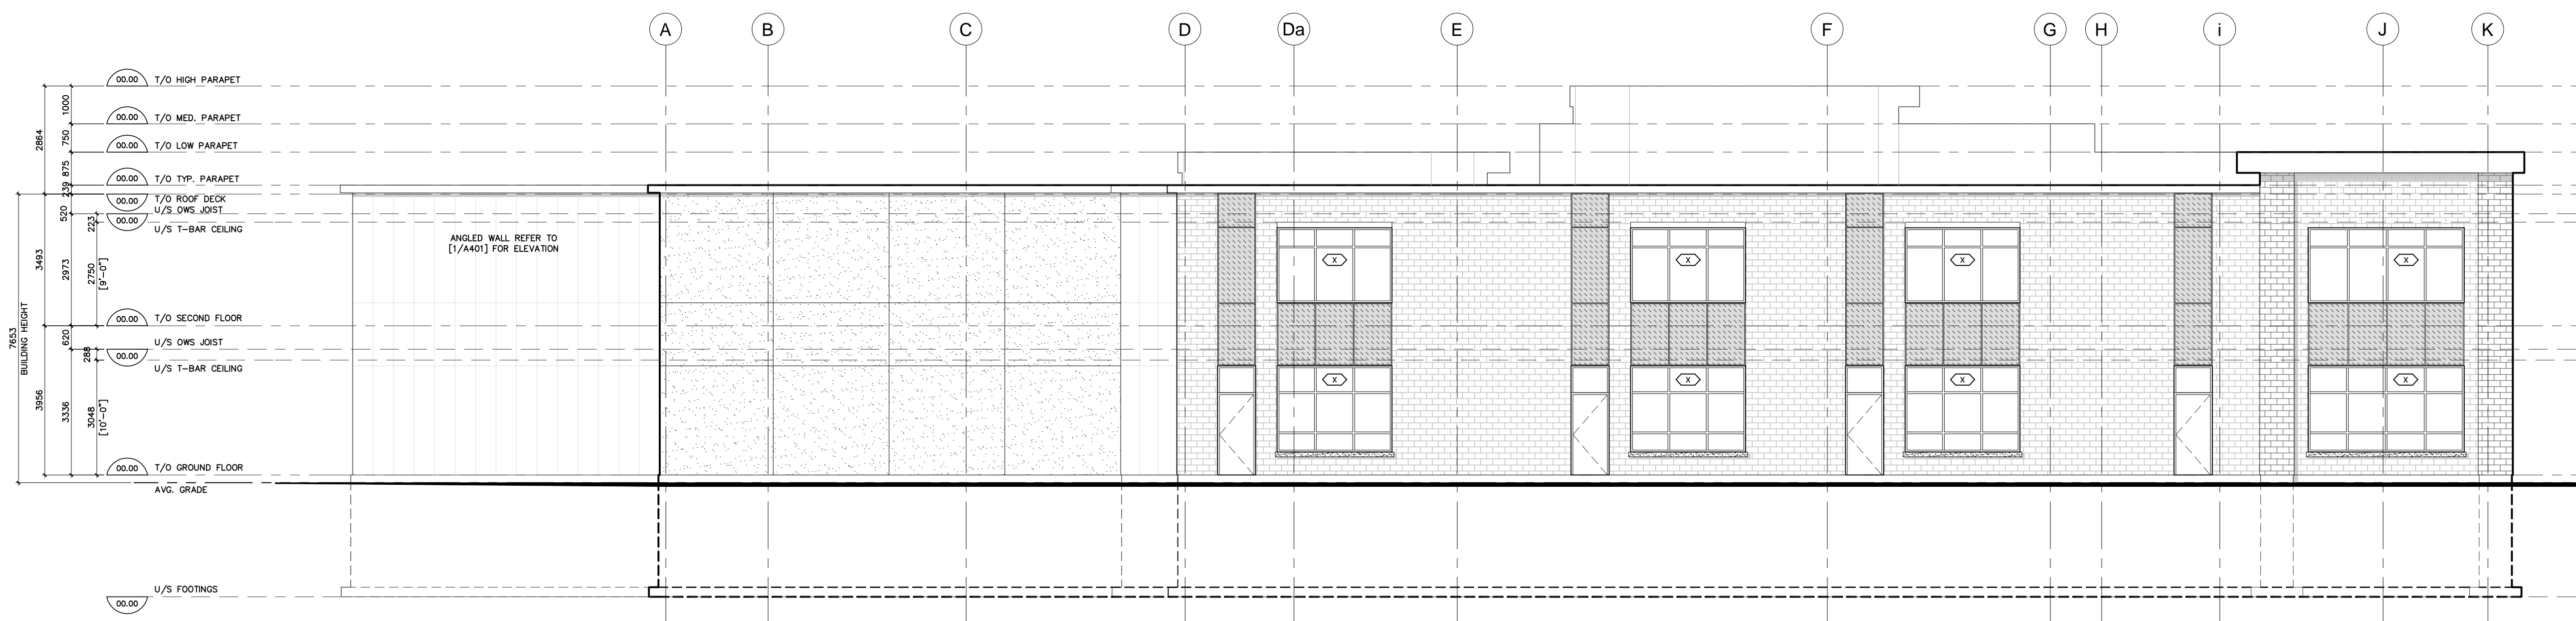 A B C D Da E F G H i J K
00.00 T/O HIGH PARAPET
1000
00.00 T/O MED. PARAPET
2864
750
00.00 T/O LOW PARAPET
875
00.00 T/O TYP. PARAPET
239
00.00 T/O ROOF DECK
U/S OWS JOIST
520
223
00.00
U/S T-BAR CEILING
ANGLED WALL REFER TO
[1/A401] FOR ELEVATION
3493
2973
2750
[9'-0"]
X X X X
00.00 T/O SECOND FLOOR
7653
BUILDING HEIGHT
620
U/S OWS JOIST
288
00.00
U/S T-BAR CEILING
X X X X
3956
3336
3048
[10'-0"]
00.00 T/O GROUND FLOOR
AVG. GRADE
U/S FOOTINGS
00.00